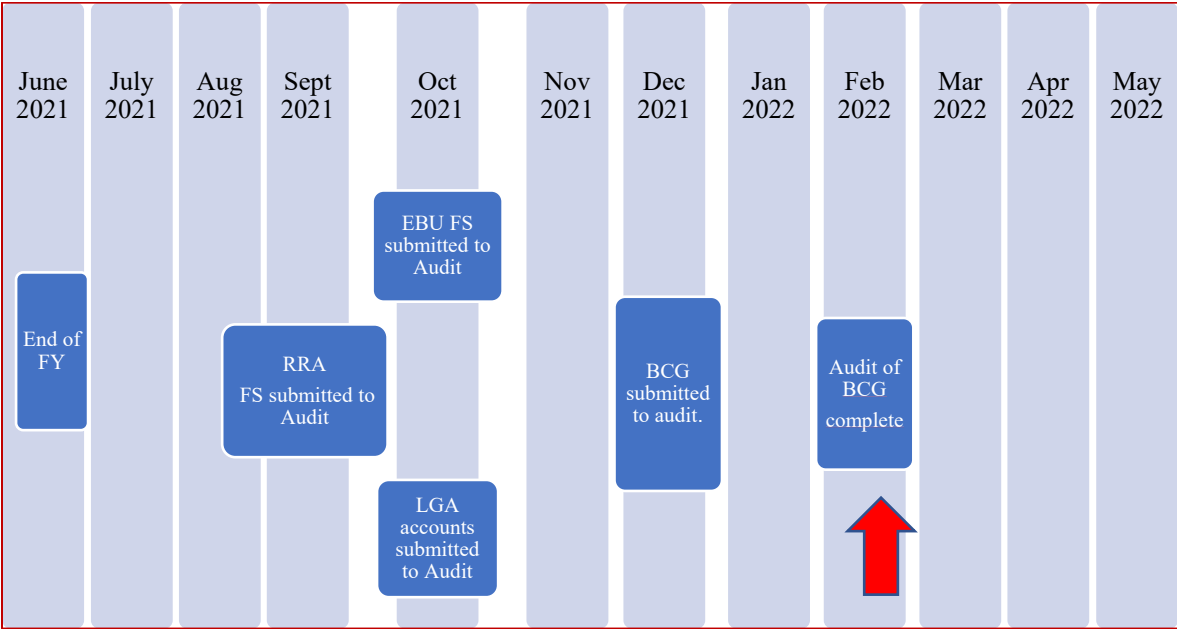 June
2021
July
2021
Aug
2021
Sept
2021
Oct
2021
Nov
2021
Dec
2021
Jan
2022
Feb
2022
Mar
2022
Apr
2022
May
2022
End of
FY
RRA
FS submitted to
Audit
EBU FS
submitted to
Audit
LGA
accounts
submitted
to Audit
BCG
submitted
to audit.
Audit of
BCG
complete